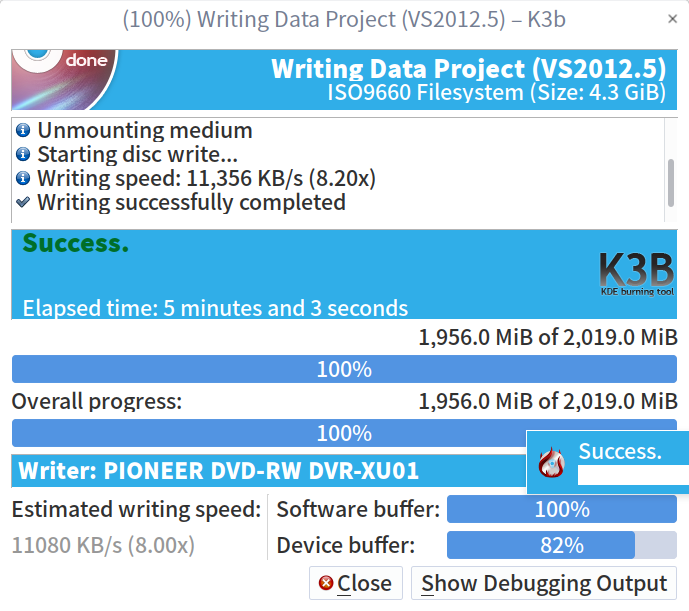 (100%) Writing Data Project (VS2012.5) – K3b
done
Writing Data Project (VS2012.5)
ISO9660 Filesystem (Size: 4.3 GiB)
Unmounting medium
Starting disc write...
Writing speed: 11,356 KB/s (8.20x)
Writing successfully completed
Success.
K3B
KDE burning tool
Elapsed time: 5 minutes and 3 seconds
1,956.0 MiB of 2,019.0 MiB
100%
Overall progress: 1,956.0 MiB of 2,019.0 MiB
100%
Success.
Writer: PIONEER DVD-RW DVR-XU01
Estimated writing speed: Software buffer: 100%
11080 KB/s (8.00x) Device buffer: 82%
Close Show Debugging Output